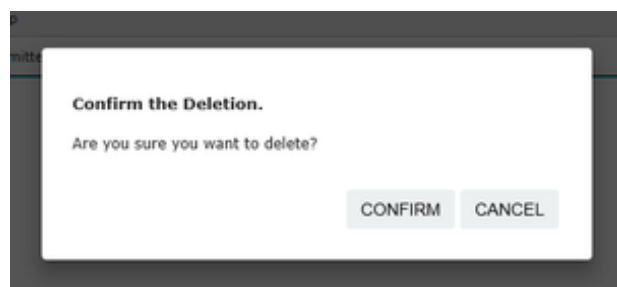 Confirm the Deletion.
Are you sure you want to delete?
CONFIRM CANCEL